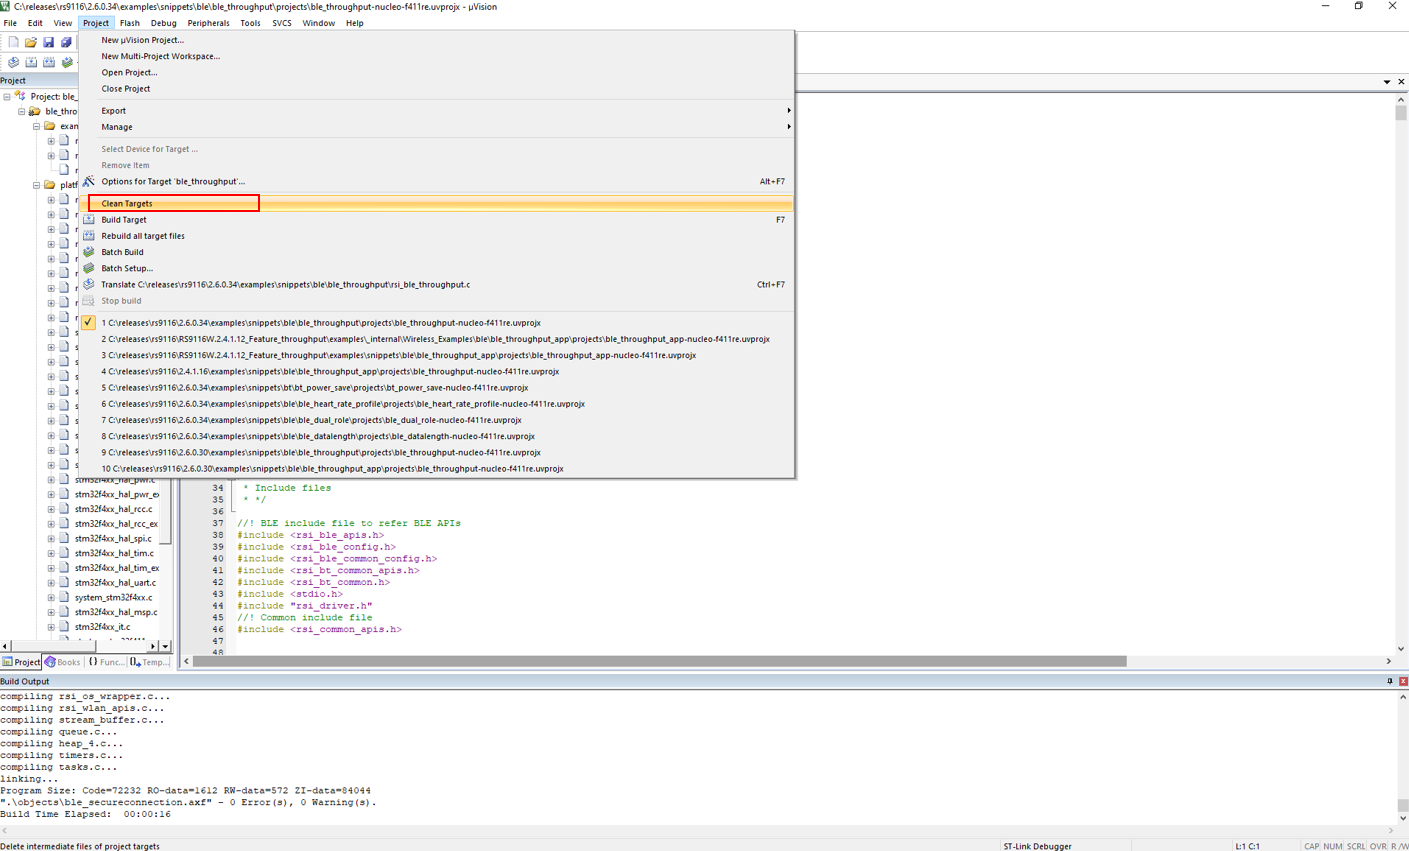 C:\releases\rs9116\2.6.0.34\examples\snippets\ble\ble_throughput\projects\ble_throughput-nucleo-f411re.uvprojx - µVision
File Edit View Project Flash Debug Peripherals Tools SVCS Window Help
New µVision Project...
New Multi-Project Workspace...
Open Project...
Close Project
Export
Manage
Select Device for Target ...
Remove Item
Options for Target 'ble_throughput'... Alt+F7
Clean Targets
Build Target F7
Rebuild all target files
Batch Build
Batch Setup...
Translate C:\releases\rs9116\2.6.0.34\examples\snippets\ble\ble_throughput\rsi_ble_throughput.c Ctrl+F7
Stop build
1 C:\releases\rs9116\2.6.0.34\examples\snippets\ble\ble_throughput\projects\ble_throughput-nucleo-f411re.uvprojx
2 C:\releases\rs9116\RS9116W.2.4.1.12_Feature_throughput\examples\_internal\Wireless_Examples\ble\ble_throughput_app\projects\ble_throughput_app-nucleo-f411re.uvprojx
3 C:\releases\rs9116\RS9116W.2.4.1.12_Feature_throughput\examples\snippets\ble\ble_throughput_app\projects\ble_throughput_app-nucleo-f411re.uvprojx
4 C:\releases\rs9116\2.4.1.16\examples\snippets\ble\ble_throughput_app\projects\ble_throughput_app-nucleo-f411re.uvprojx
5 C:\releases\rs9116\2.6.0.34\examples\snippets\bt\bt_power_save\projects\bt_power_save-nucleo-f411re.uvprojx
6 C:\releases\rs9116\2.6.0.34\examples\snippets\ble\ble_heart_rate_profile\projects\ble_heart_rate_profile-nucleo-f411re.uvprojx
7 C:\releases\rs9116\2.6.0.34\examples\snippets\ble\ble_dual_role\projects\ble_dual_role-nucleo-f411re.uvprojx
8 C:\releases\rs9116\2.6.0.34\examples\snippets\ble\ble_datalength\projects\ble_datalength-nucleo-f411re.uvprojx
9 C:\releases\rs9116\2.6.0.30\examples\snippets\ble\ble_throughput\projects\ble_throughput-nucleo-f411re.uvprojx
10 C:\releases\rs9116\2.6.0.30\examples\snippets\ble\ble_throughput_app\projects\ble_throughput-nucleo-f411re.uvprojx
Project
Project: ble_
ble_thro
exam
platf
stm32f4xx_hal_pwr.c
stm32f4xx_hal_pwr_ex
stm32f4xx_hal_rcc.c
stm32f4xx_hal_rcc_ex
stm32f4xx_hal_spi.c
stm32f4xx_hal_tim.c
stm32f4xx_hal_tim_ex
stm32f4xx_hal_uart.c
system_stm32f4xx.c
stm32f4xx_hal_msp.c
stm32f4xx_it.c
Project Books {} Func... Temp...
34 * Include files
35 * */
36
37 //! BLE include file to refer BLE APIs
38 #include <rsi_ble_apis.h>
39 #include <rsi_ble_config.h>
40 #include <rsi_ble_common_config.h>
41 #include <rsi_bt_common_apis.h>
42 #include <rsi_bt_common.h>
43 #include <stdio.h>
44 #include "rsi_driver.h"
45 //! Common include file
46 #include <rsi_common_apis.h>
47
48
Build Output
compiling rsi_os_wrapper.c...
compiling rsi_wlan_apis.c...
compiling stream_buffer.c...
compiling queue.c...
compiling heap_4.c...
compiling timers.c...
compiling tasks.c...
linking...
Program Size: Code=72232 RO-data=1612 RW-data=572 ZI-data=84044
".\objects\ble_secureconnection.axf" - 0 Error(s), 0 Warning(s).
Build Time Elapsed: 00:00:16
Delete intermediate files of project targets ST-Link Debugger L:1 C:1 CAP NUM SCRL OVR R /W